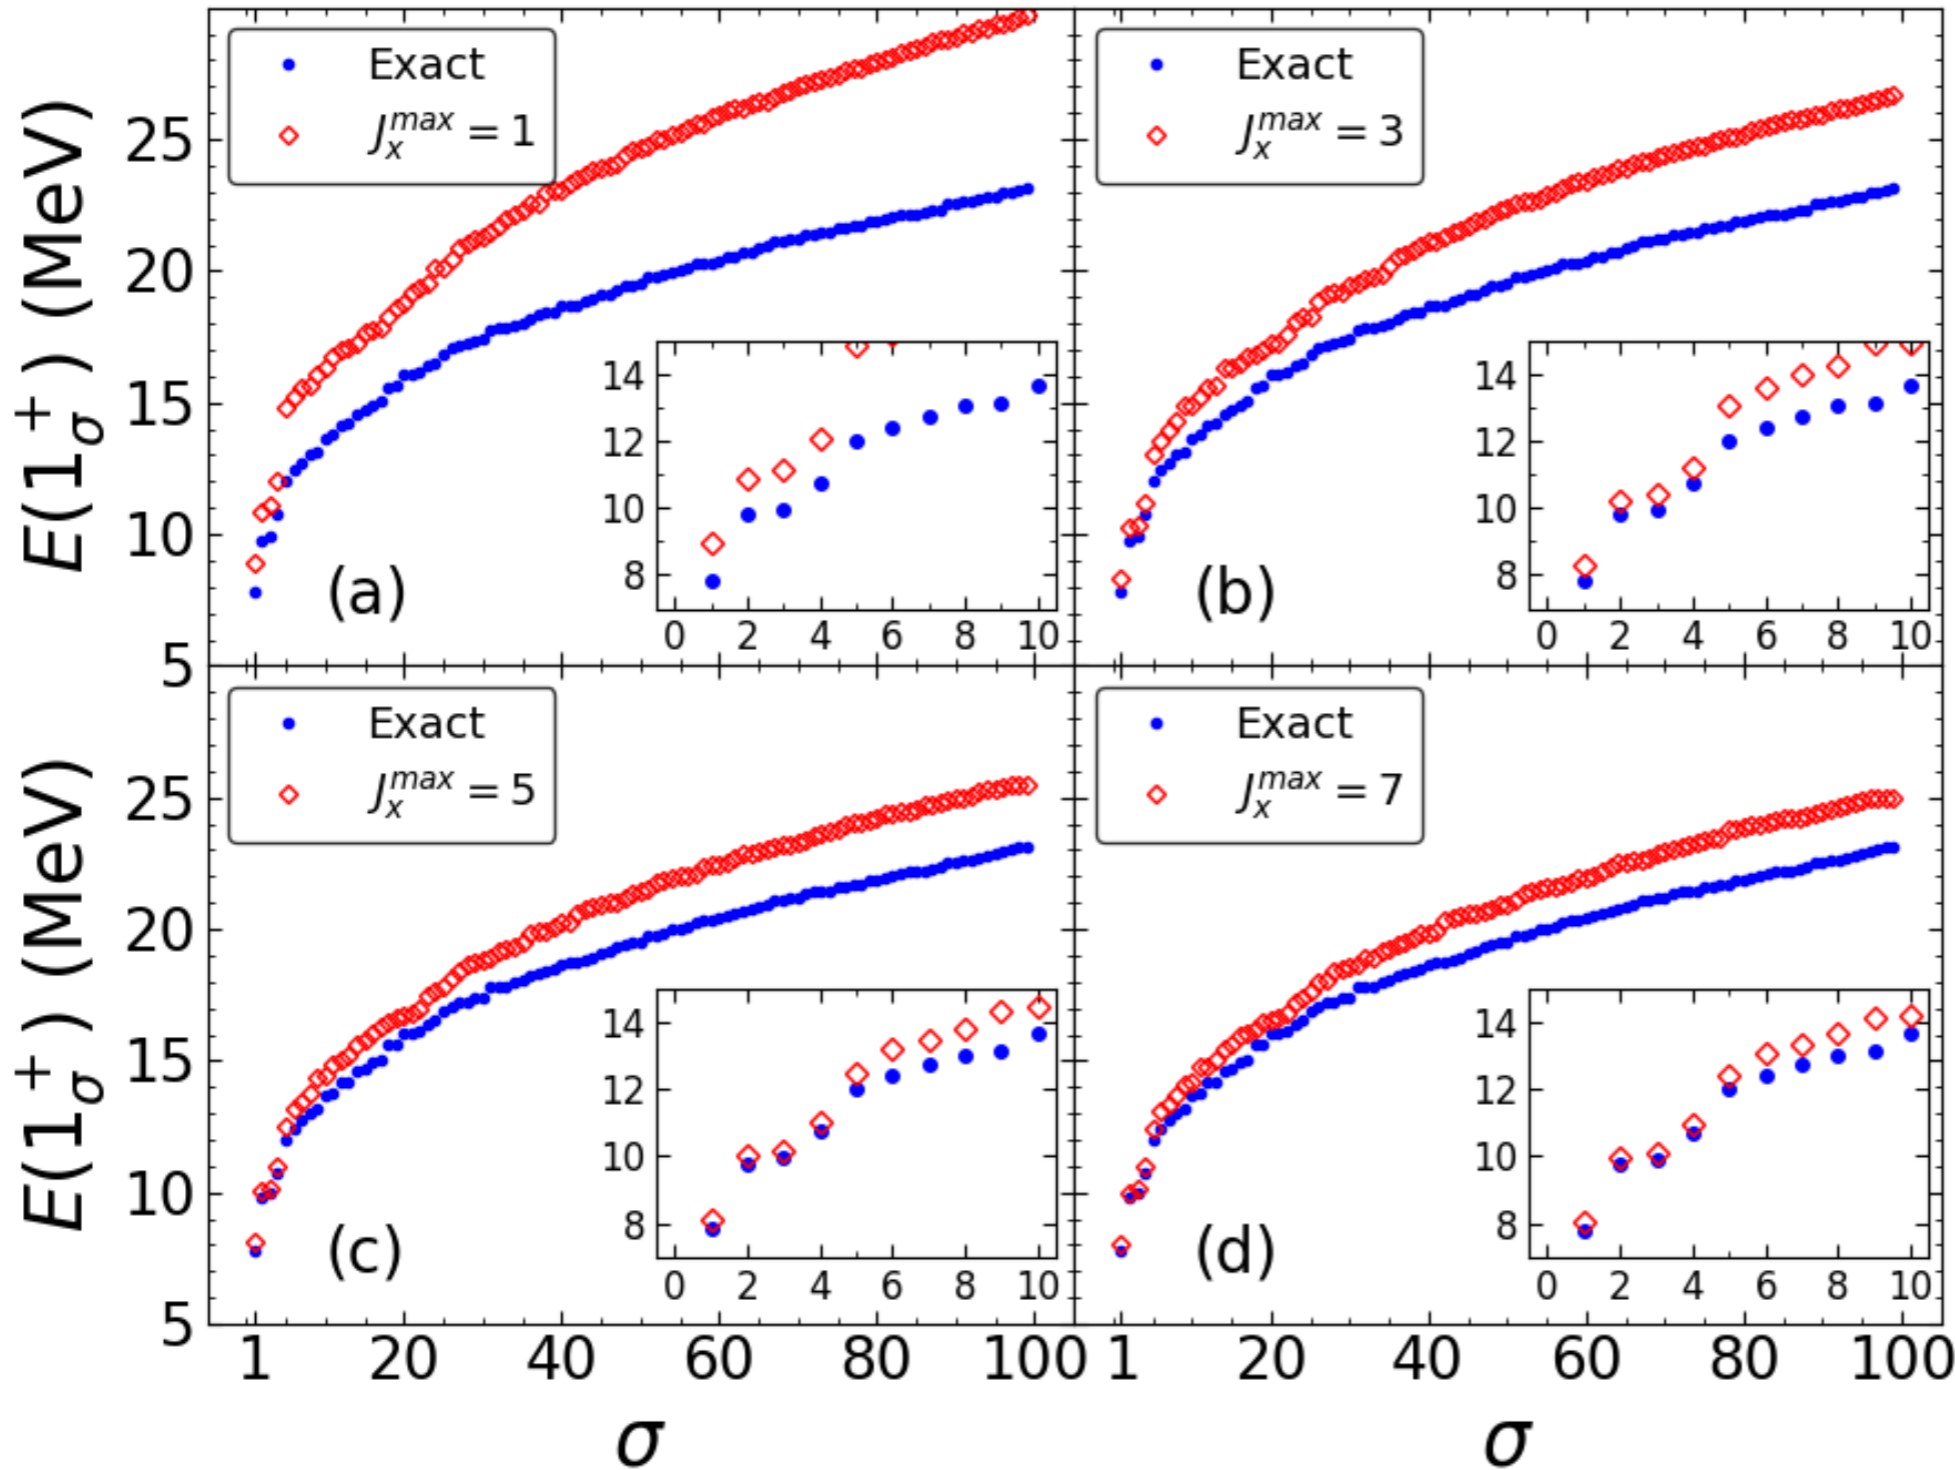 Exact
J_x^{max} = 1
Exact
J_x^{max} = 3
E(1_σ^+) (MeV)
25
20
15
10
5
14
12
10
8
0 2 4 6 8 10
(a)
14
12
10
8
0 2 4 6 8 10
(b)
Exact
J_x^{max} = 5
Exact
J_x^{max} = 7
E(1_σ^+) (MeV)
25
20
15
10
5
14
12
10
8
0 2 4 6 8 10
(c)
14
12
10
8
0 2 4 6 8 10
(d)
1 20 40 60 80 100
1 20 40 60 80 100
σ
σ